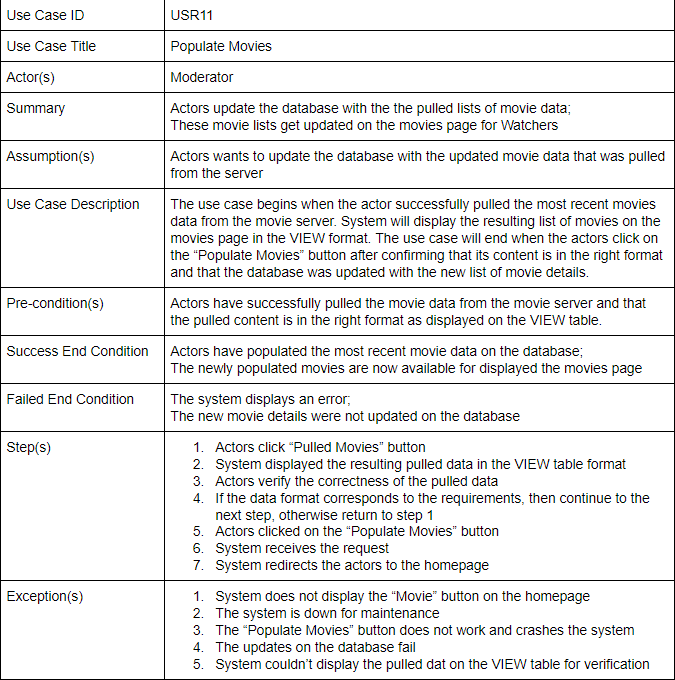 Use Case ID
USR11
Use Case Title
Populate Movies
Actor(s)
Moderator
Summary
Actors update the database with the the pulled lists of movie data;
These movie lists get updated on the movies page for Watchers
Assumption(s)
Actors wants to update the database with the updated movie data that was pulled
from the server
Use Case Description
The use case begins when the actor successfully pulled the most recent movies
data from the movie server. System will display the resulting list of movies on the
movies page in the VIEW format. The use case will end when the actors click on
the “Populate Movies” button after confirming that its content is in the right format
and that the database was updated with the new list of movie details.
Pre-condition(s)
Actors have successfully pulled the movie data from the movie server and that
the pulled content is in the right format as displayed on the VIEW table.
Success End Condition
Actors have populated the most recent movie data on the database;
The newly populated movies are now available for displayed the movies page
Failed End Condition
The system displays an error;
The new movie details were not updated on the database
Step(s)
1. Actors click “Pulled Movies” button
2. System displayed the resulting pulled data in the VIEW table format
3. Actors verify the correctness of the pulled data
4. If the data format corresponds to the requirements, then continue to the
next step, otherwise return to step 1
5. Actors clicked on the “Populate Movies” button
6. System receives the request
7. System redirects the actors to the homepage
Exception(s)
1. System does not display the “Movie” button on the homepage
2. The system is down for maintenance
3. The “Populate Movies” button does not work and crashes the system
4. The updates on the database fail
5. System couldn’t display the pulled dat on the VIEW table for verification